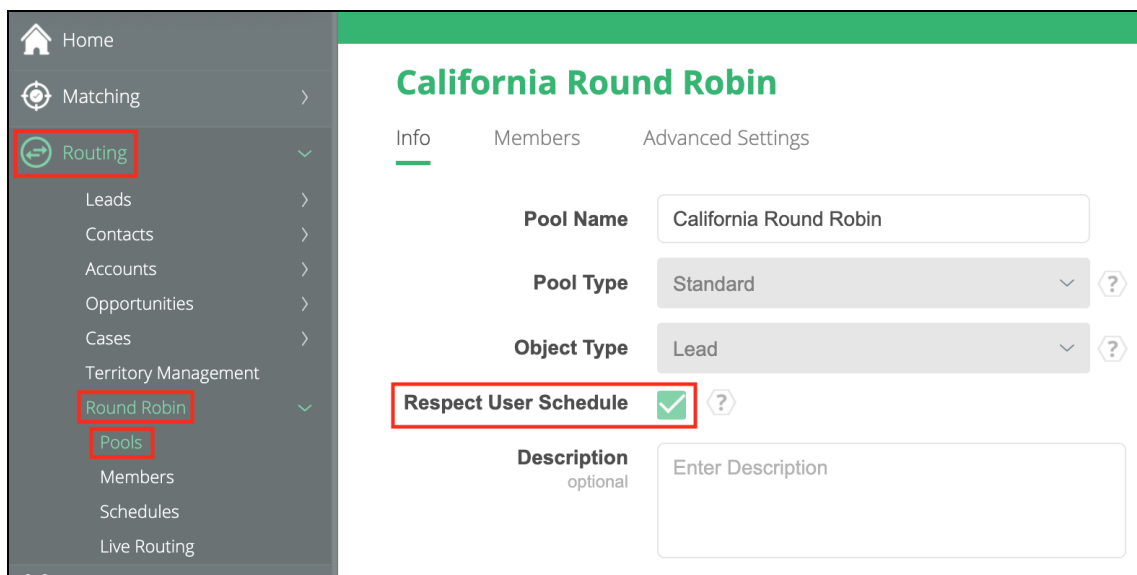 Home
Matching
Routing
Leads
Contacts
Accounts
Opportunities
Cases
Territory Management
Round Robin
Pools
Members
Schedules
Live Routing
California Round Robin
Info Members Advanced Settings
Pool Name California Round Robin
Pool Type Standard ?
Object Type Lead ?
Respect User Schedule ?
Description Enter Description
optional